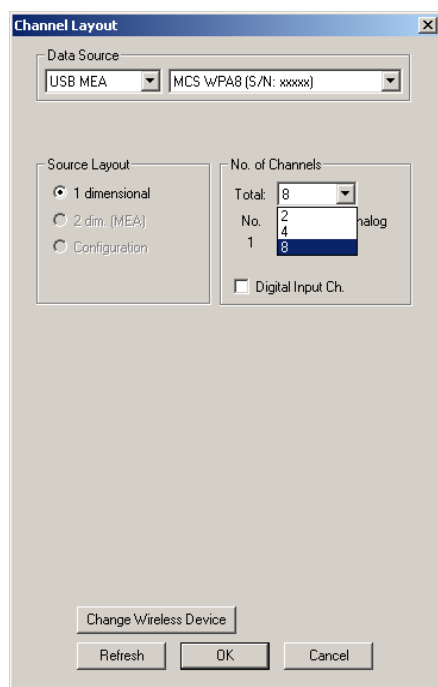 Channel Layout
Data Source
USB MEA
MCS WPA8 (S/N: xxxxx)
Source Layout
1 dimensional
2 dim. (MEA)
Configuration
No. of Channels
Total: 8
2
4
8
No.
1
nalog
Digital Input Ch.
Change Wireless Device
Refresh
OK
Cancel